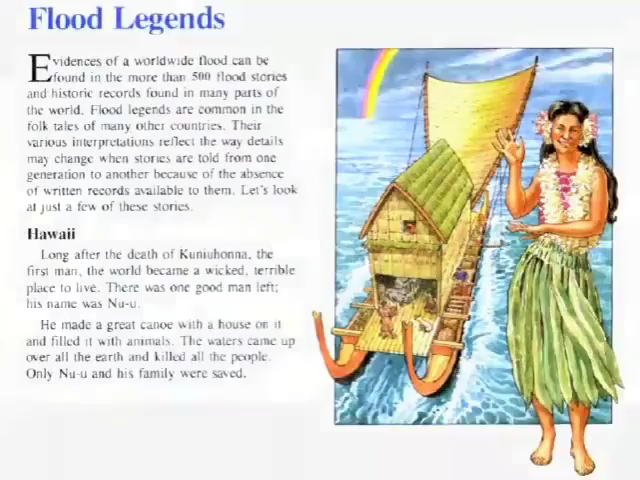 Flood Legends
Evidences of a worldwide flood can be
found in the more than 500 flood stories
and historic records found in many parts of
the world. Flood legends are common in the
folk tales of many other countries. Their
various interpretations reflect the way details
may change when stories are told from one
generation to another because of the absence
of written records available to them. Let's look
at just a few of these stories.
Hawaii
Long after the death of Kuniuhonna, the
first man, the world became a wicked, terrible
place to live. There was one good man left;
his name was Nu-u.
He made a great canoe with a house on it
and filled it with animals. The waters came up
over all the earth and killed all the people.
Only Nu-u and his family were saved.